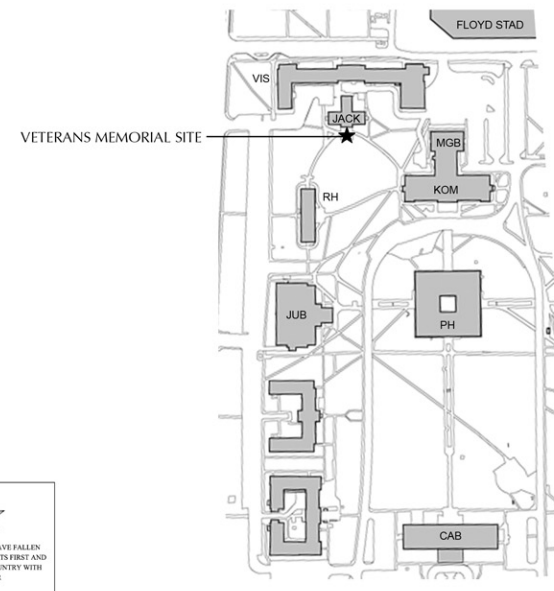 FLOYD STAD
VIS
JACK
VETERANS MEMORIAL SITE
MGB
KOM
RH
JUB
PH
CAB
AVE FALLEN
TS FIRST AND
UNTRY WITH